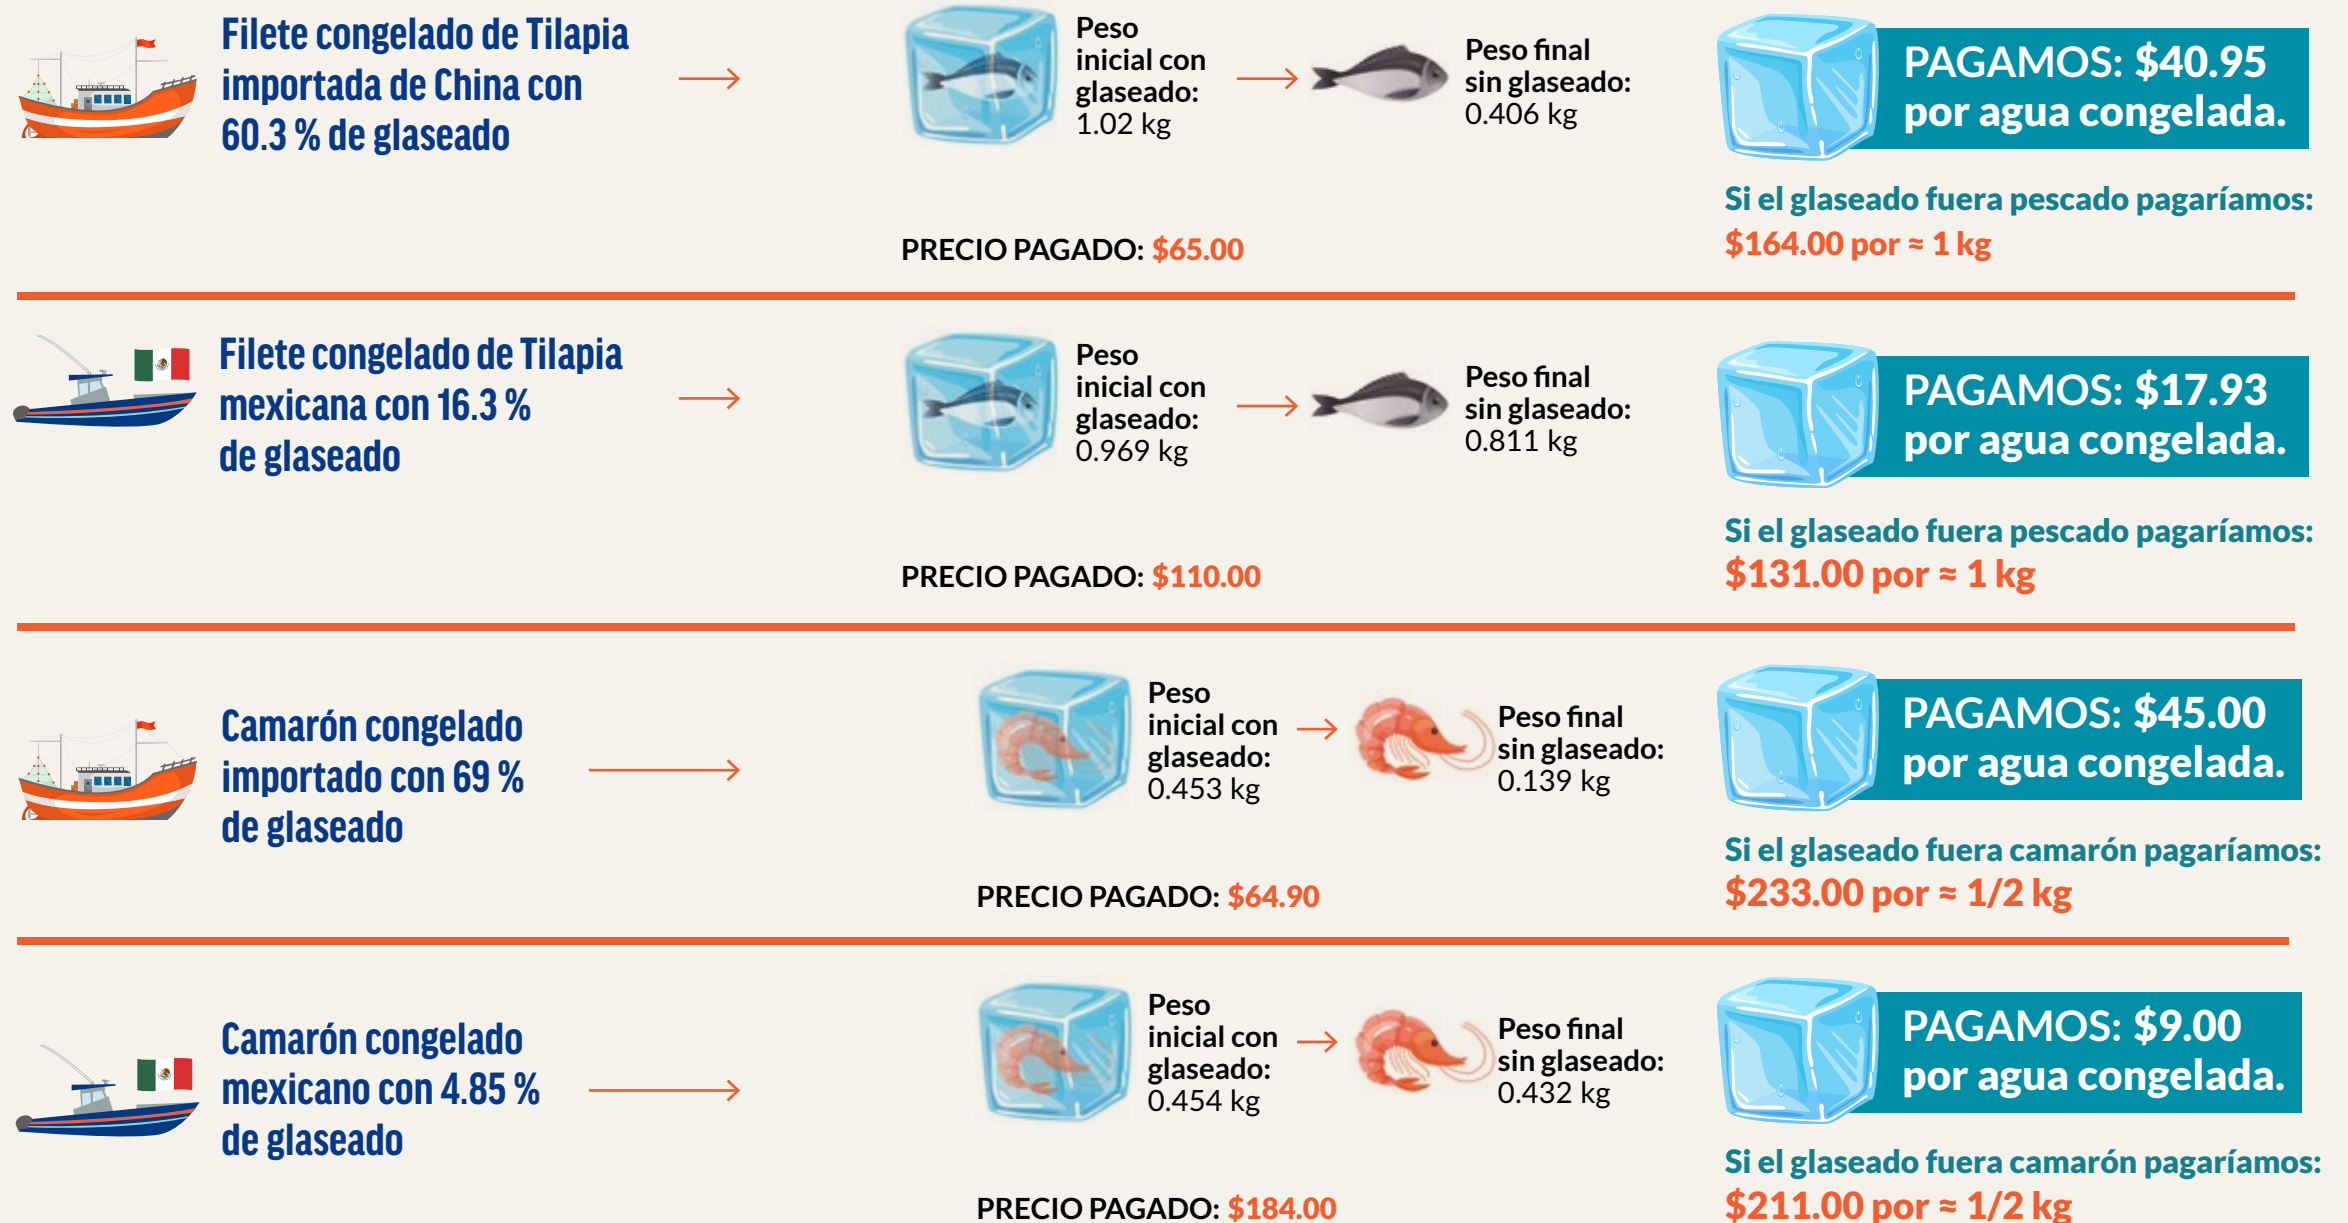 Filete congelado de Tilapia
importada de China con
60.3 % de glaseado
Peso
inicial con
glaseado:
1.02 kg
Peso final
sin glaseado:
0.406 kg
PAGAMOS: $40.95
por agua congelada.
PRECIO PAGADO: $65.00
Si el glaseado fuera pescado pagaríamos:
$164.00 por ≈ 1 kg
Filete congelado de Tilapia
mexicana con 16.3 %
de glaseado
Peso
inicial con
glaseado:
0.969 kg
Peso final
sin glaseado:
0.811 kg
PAGAMOS: $17.93
por agua congelada.
PRECIO PAGADO: $110.00
Si el glaseado fuera pescado pagaríamos:
$131.00 por ≈ 1 kg
Camarón congelado
importado con 69 %
de glaseado
Peso
inicial con
glaseado:
0.453 kg
Peso final
sin glaseado:
0.139 kg
PAGAMOS: $45.00
por agua congelada.
PRECIO PAGADO: $64.90
Si el glaseado fuera camarón pagaríamos:
$233.00 por ≈ 1/2 kg
Camarón congelado
mexicano con 4.85 %
de glaseado
Peso
inicial con
glaseado:
0.454 kg
Peso final
sin glaseado:
0.432 kg
PAGAMOS: $9.00
por agua congelada.
PRECIO PAGADO: $184.00
Si el glaseado fuera camarón pagaríamos:
$211.00 por ≈ 1/2 kg